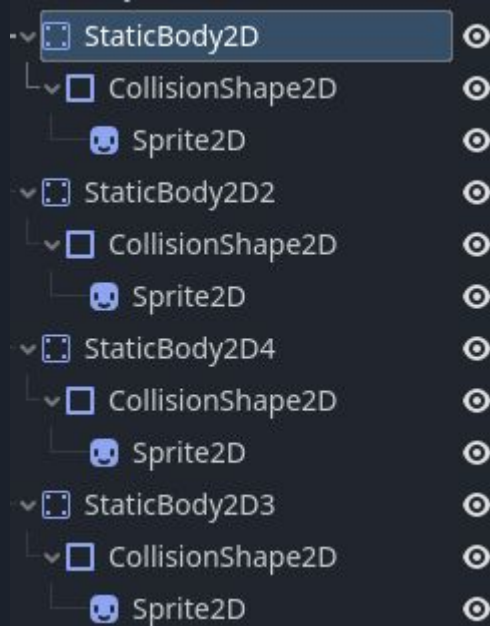 StaticBody2D
CollisionShape2D
Sprite2D
StaticBody2D2
CollisionShape2D
Sprite2D
StaticBody2D4
CollisionShape2D
Sprite2D
StaticBody2D3
CollisionShape2D
Sprite2D